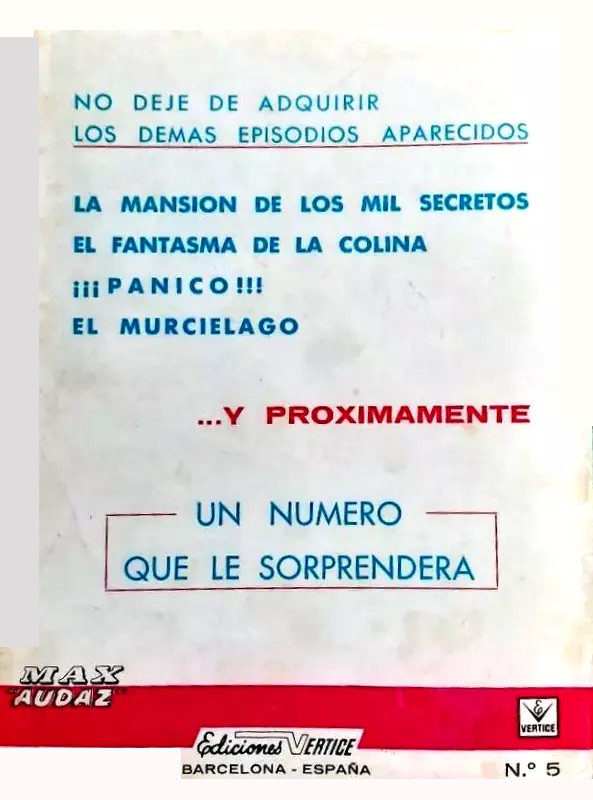 NO DEJE DE ADQUIRIR
LOS DEMAS EPISODIOS APARECIDOS
LA MANSION DE LOS MIL SECRETOS
EL FANTASMA DE LA COLINA
¡¡¡PANICO!!!
EL MURCIELAGO
...Y PROXIMAMENTE
UN NUMERO
QUE LE SORPRENDERA
MAX
"AUDAZ"
V
VERTICE
Ediciones VERTICE
BARCELONA - ESPAÑA
N.º 5